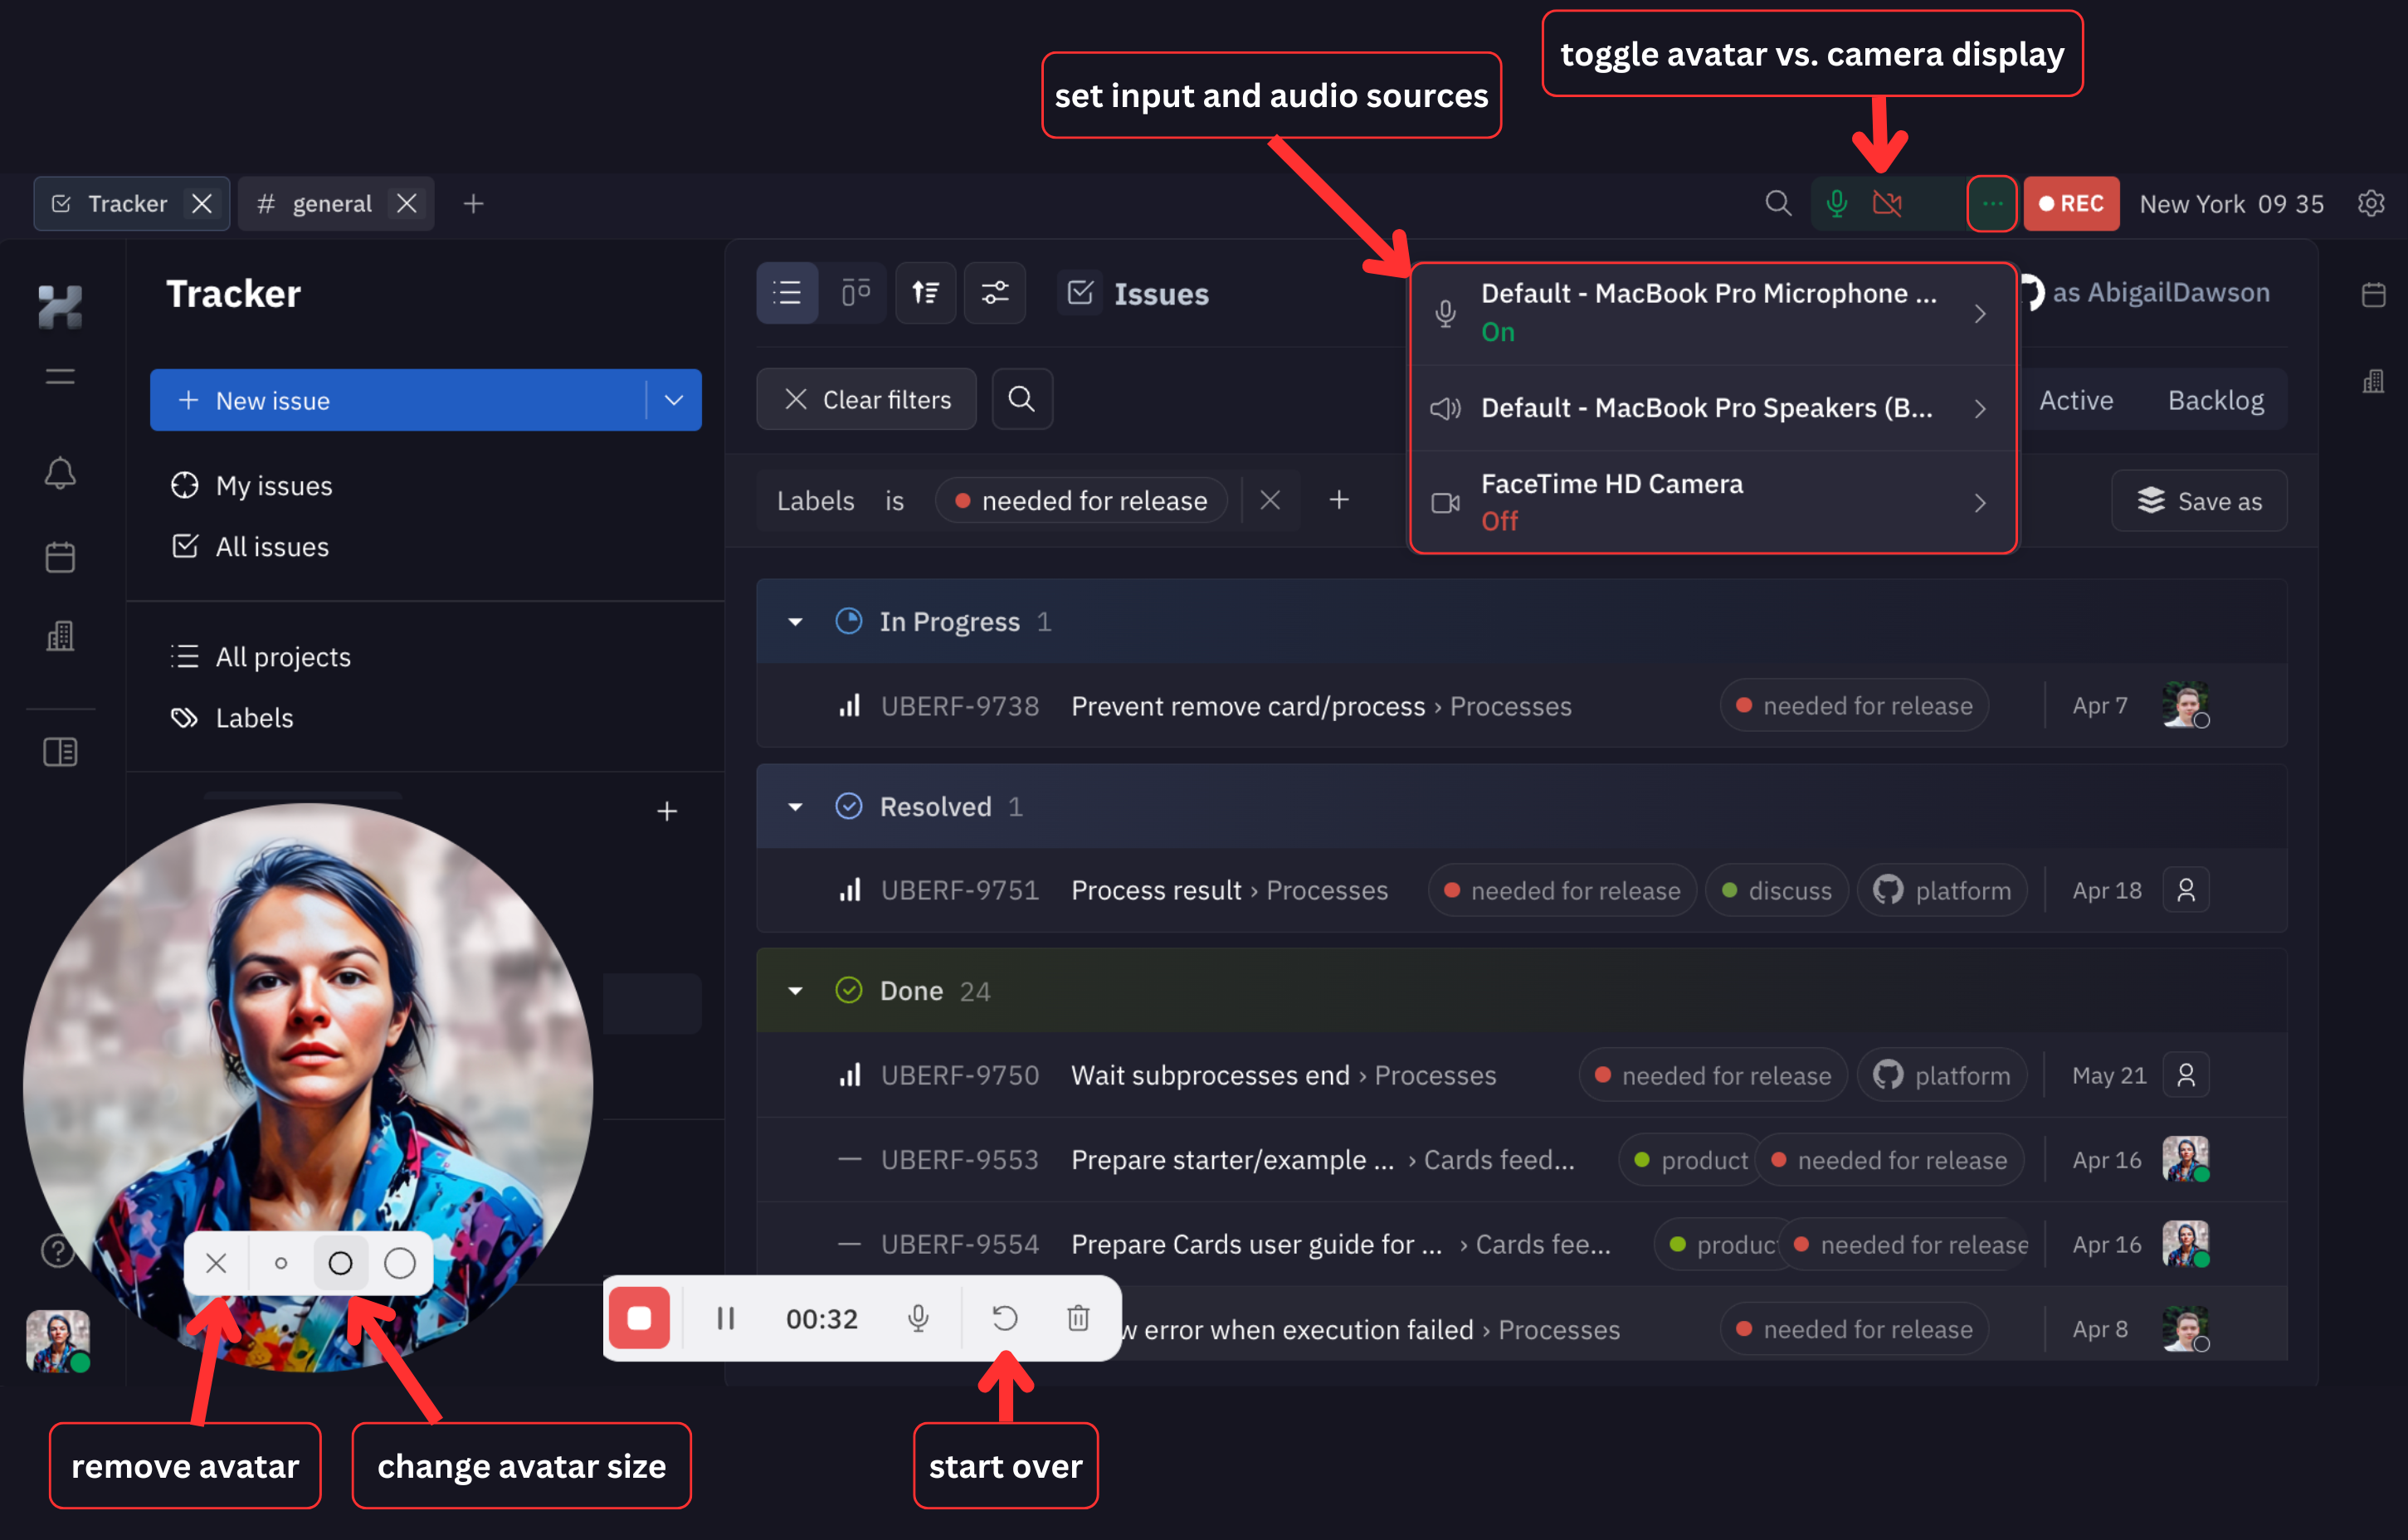 toggle avatar vs. camera display
set input and audio sources
Tracker
# general
REC
New York 09 35
Tracker
Issues
Default - MacBook Pro Microphone ...
On
as AbigailDawson
New issue
Clear filters
Default - MacBook Pro Speakers (B...
Active
Backlog
My issues
Labels is needed for release
FaceTime HD Camera
Off
Save as
All issues
In Progress 1
All projects
UBERF-9738 Prevent remove card/process › Processes needed for release Apr 7
Labels
Resolved 1
UBERF-9751 Process result › Processes needed for release discuss platform Apr 18
Done 24
UBERF-9750 Wait subprocesses end › Processes needed for release platform May 21
UBERF-9553 Prepare starter/example ... › Cards feed... product needed for release Apr 16
UBERF-9554 Prepare Cards user guide for ... › Cards fee... produc needed for release Apr 16
00:32
w error when execution failed › Processes needed for release Apr 8
remove avatar
change avatar size
start over